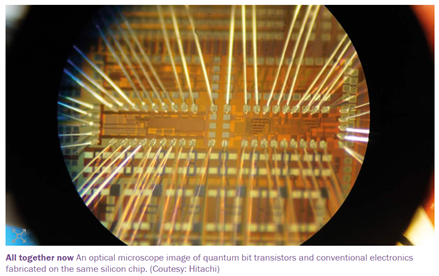 All together now An optical microscope image of quantum bit transistors and conventional electronics
fabricated on the same silicon chip. (Coutesy: Hitachi)